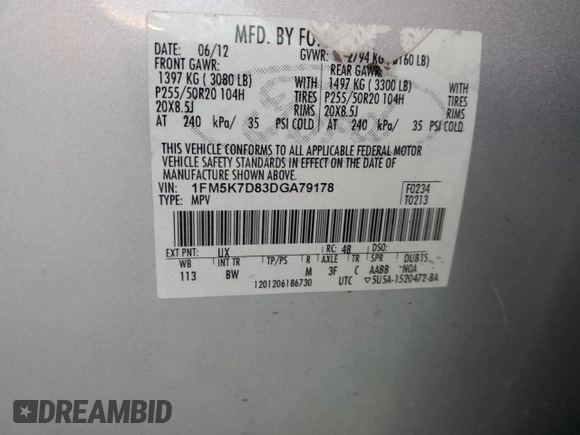 MFD. BY FO
DATE: 06/12 GVWR: 2794 KG ( 6160 LB)
FRONT GAWR: REAR GAWR:
1397 KG ( 3080 LB) 1497 KG ( 3300 LB)
P255/50R20 104H TIRES P255/50R20 104H TIRES
20X8.5J RIMS 20X8.5J RIMS
AT 240 kPa/ 35 PSI COLD AT 240 kPa/ 35 PSI COLD
THIS VEHICLE CONFORMS TO ALL APPLICABLE FEDERAL MOTOR
VEHICLE SAFETY STANDARDS IN EFFECT ON THE DATE OF
MANUFACTURE SHOWN ABOVE.
VIN: 1FM5K7D83DGA79178 F0234
TYPE: MPV T0213
EXT PNT: UX RC: 48 DSO:
WB INT TR TP/PS R AXLE TR SPR DUB15
113 BW M 3F C AABB NOA
1201206186730 UTC ▽5U5A-1520472-BA
DREAMBID